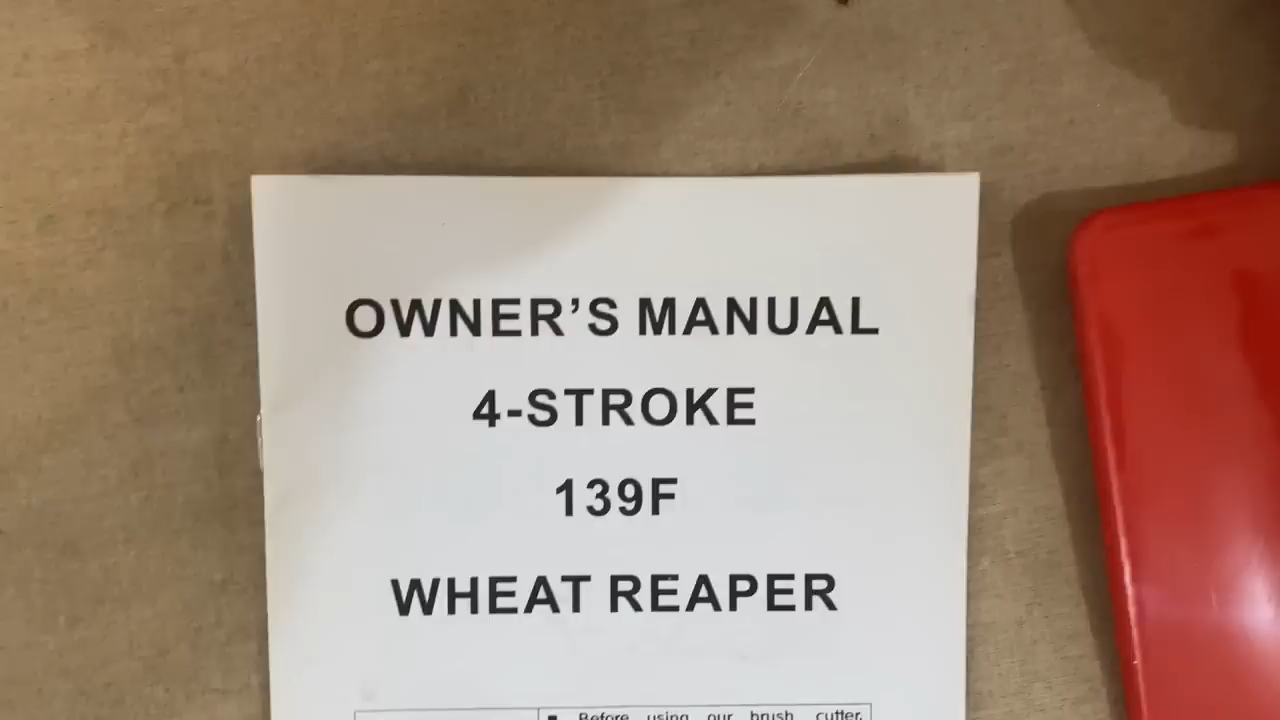 OWNER'S MANUAL
4-STROKE
139F
WHEAT REAPER
■ Before using our brush cutter,